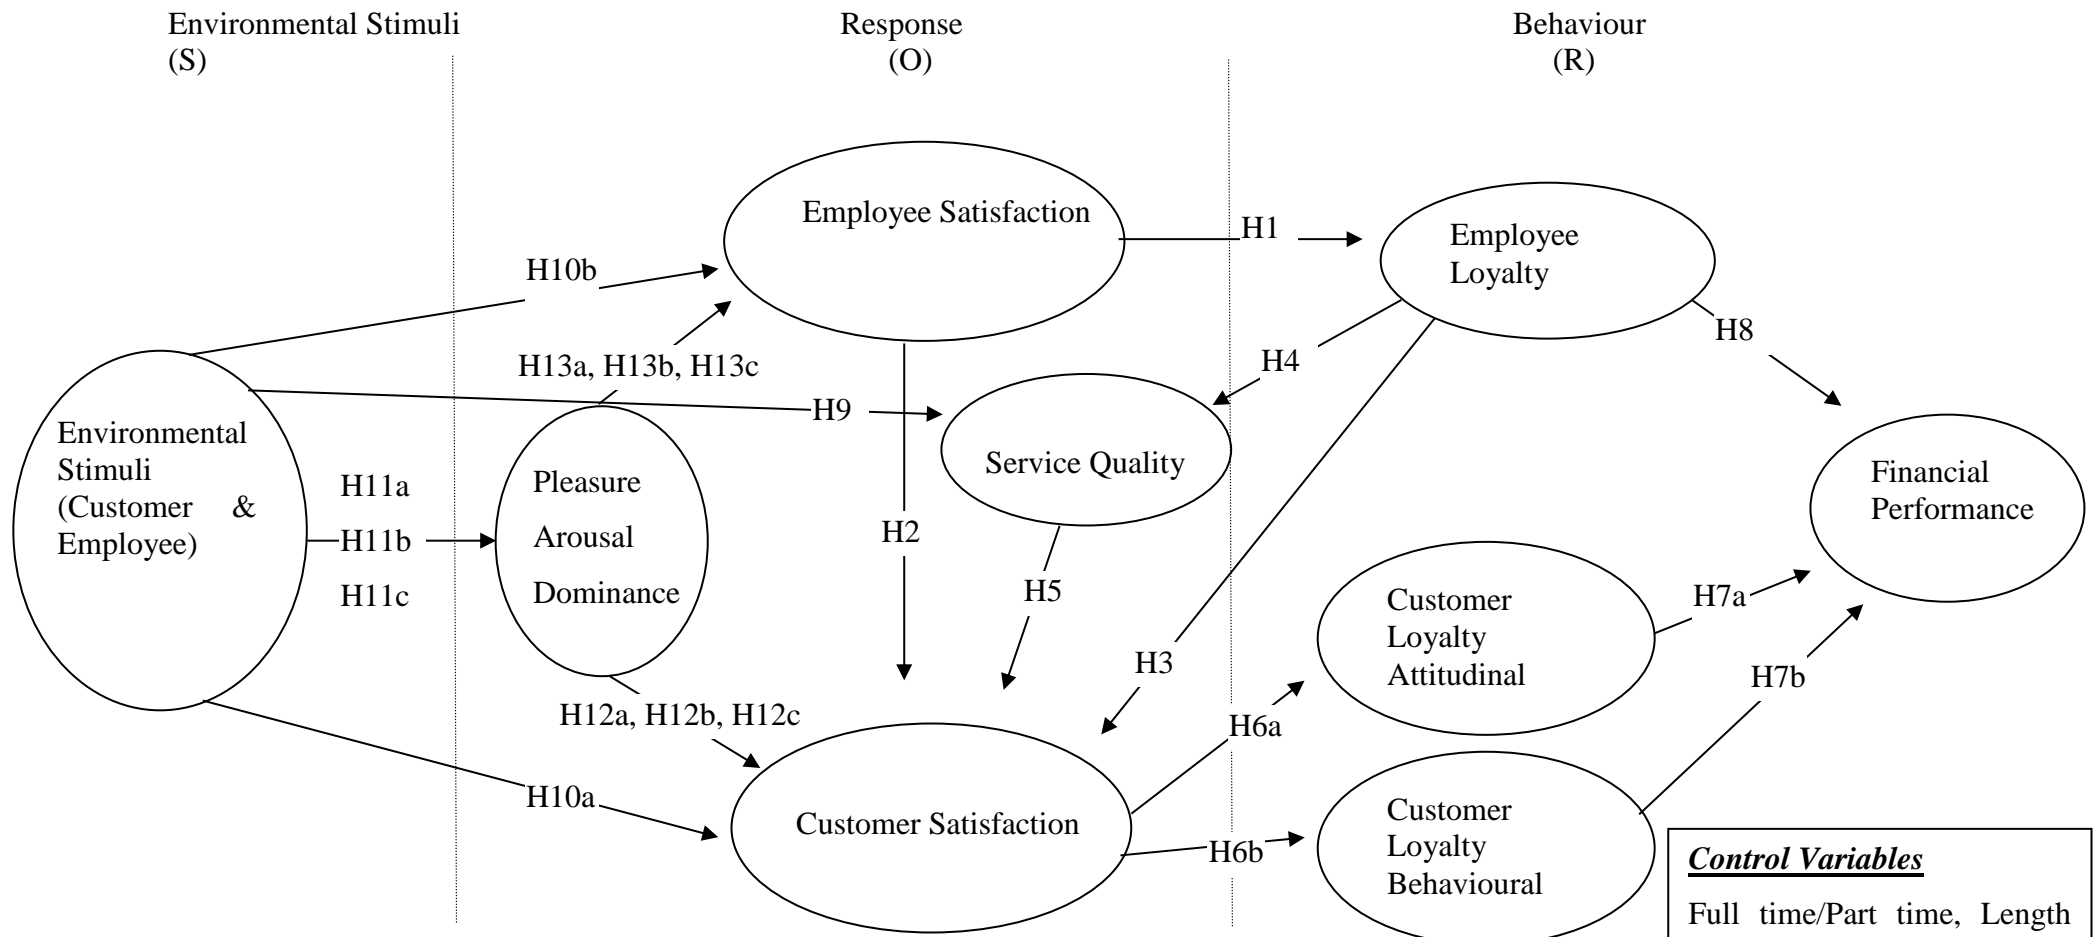 Environmental Stimuli
(S)
Response
(O)
Behaviour
(R)
Employee Satisfaction
H1
Employee
Loyalty
H10b
H8
H13a, H13b, H13c
H4
H9
Environmental
Stimuli
(Customer &
Employee)
H11a
H11b
H11c
Pleasure
Arousal
Dominance
Service Quality
Financial
Performance
H2
H5
H3
Customer
Loyalty
Attitudinal
H7a
H7b
H12a, H12b, H12c
H6a
H10a
Customer Satisfaction
H6b
Customer
Loyalty
Behavioural
Control Variables
Full time/Part time, Length